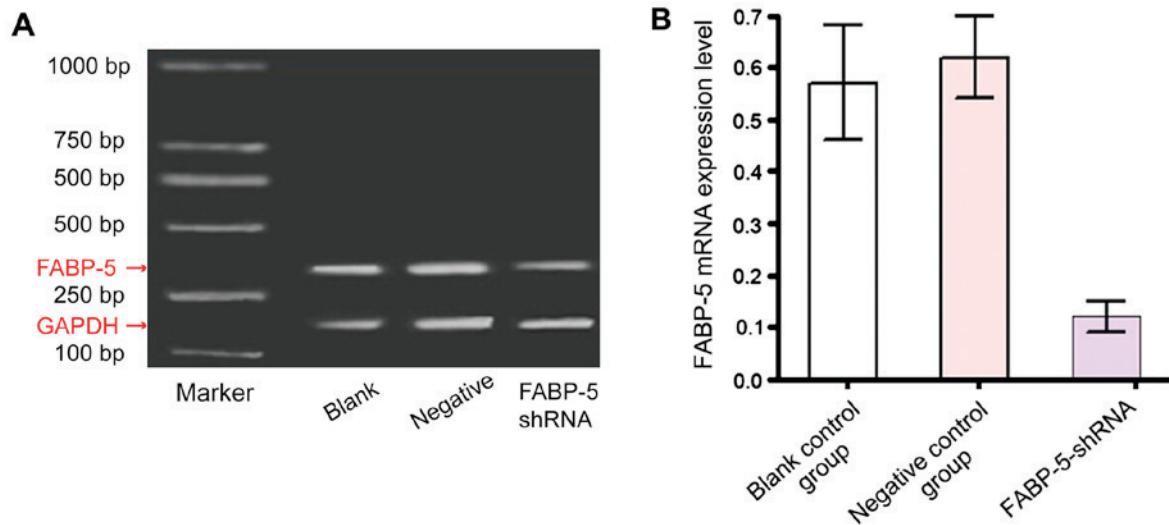 A
1000 bp
750 bp
500 bp
500 bp
FABP-5 →
250 bp
GAPDH →
100 bp
Marker
Blank
Negative
FABP-5
shRNA
B
FABP-5 mRNA expression level
0.7
0.6
0.5
0.4
0.3
0.2
0.1
0.0
Blank control
group
Negative control
group
FABP-5-shRNA